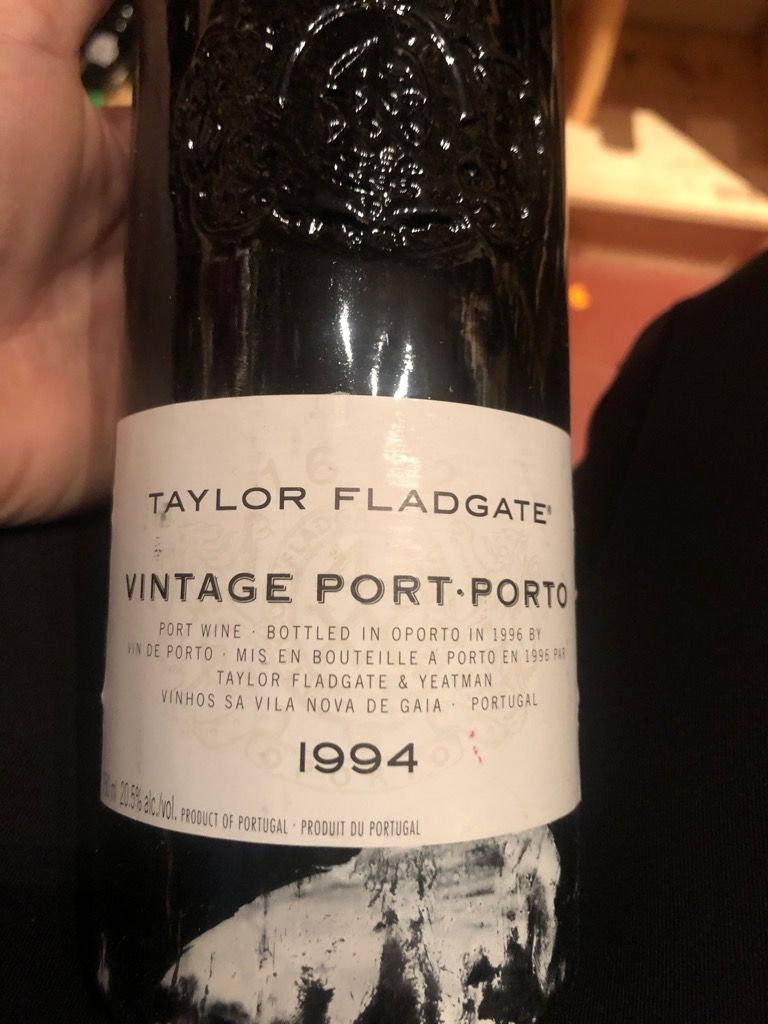 TAYLOR FLADGATE®
VINTAGE PORT·PORTO
PORT WINE · BOTTLED IN OPORTO IN 1996 BY
VIN DE PORTO · MIS EN BOUTEILLE A PORTO EN 1996 PAR
TAYLOR FLADGATE & YEATMAN
VINHOS SA VILA NOVA DE GAIA · PORTUGAL
1994
ml 20.5% alc./vol. PRODUCT OF PORTUGAL · PRODUIT DU PORTUGAL